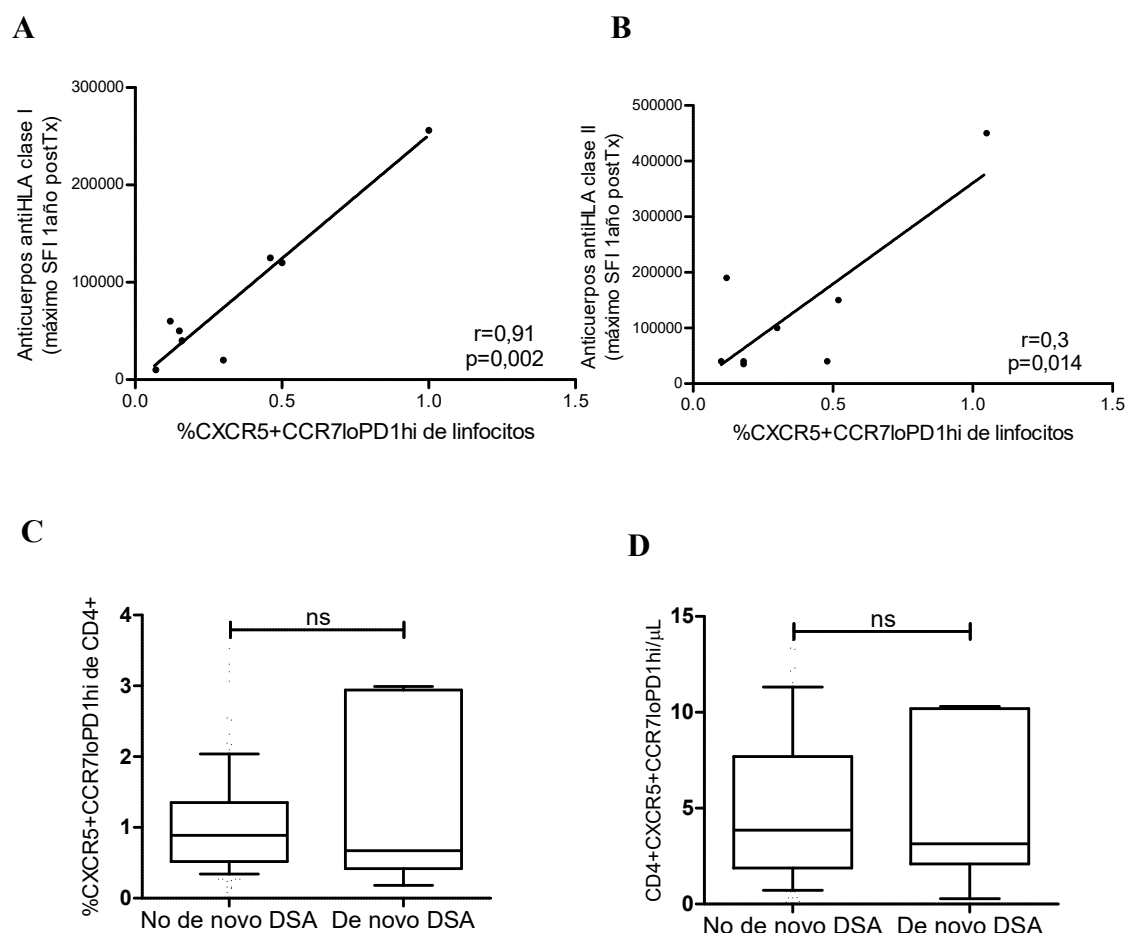 A
300000
200000
100000
0
0.0 0.5 1.0 1.5
Anticuerpos antiHLA clase I
(máximo SFI 1año postTx)
r=0,91
p=0,002
%CXCR5+CCR7loPD1hi de linfocitos
B
500000
400000
300000
200000
100000
0
0.0 0.5 1.0 1.5
Anticuerpos antiHLA clase II
(máximo SFI 1año postTx)
r=0,3
p=0,014
%CXCR5+CCR7loPD1hi de linfocitos
C
%CXCR5+CCR7loPD1hi de CD4+
4
3
2
1
0
ns
No de novo DSA De novo DSA
D
CD4+CXCR5+CCR7loPD1hi/µL
15
10
5
0
ns
No de novo DSA De novo DSA